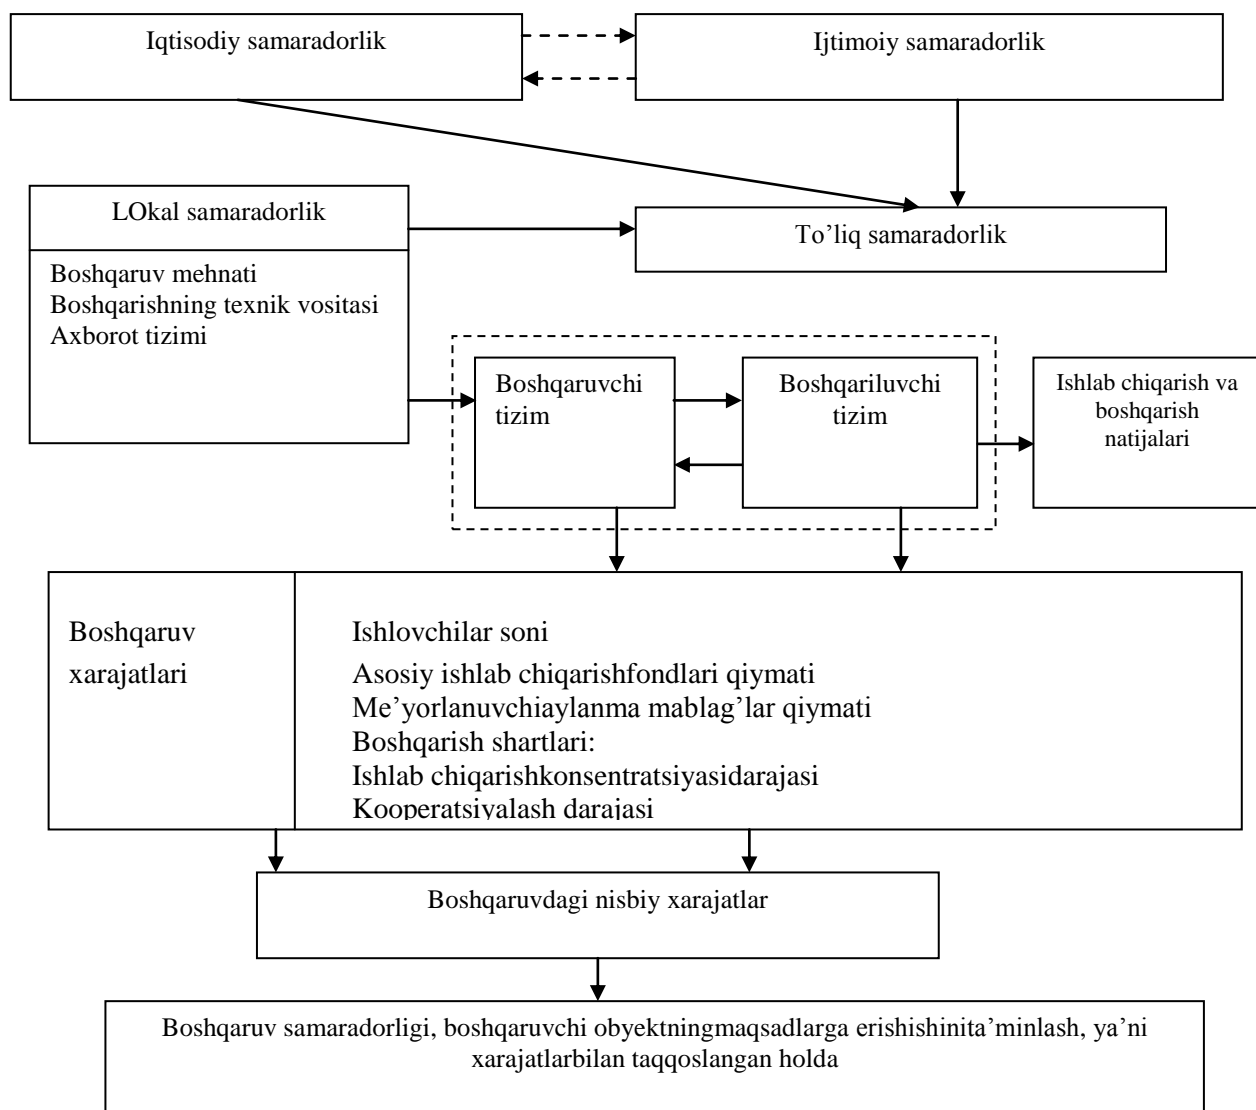 Iqtisodiy samaradorlik
Ijtimoiy samaradorlik
LOkal samaradorlik
To’liq samaradorlik
Boshqaruv mehnati
Boshqarishning texnik vositasi
Axborot tizimi
Boshqaruvchi
tizim
Boshqariluvchi
tizim
Ishlab chiqarish va
boshqarish
natijalari
Boshqaruv
xarajatlari
Ishlovchilar soni
Asosiy ishlab chiqarishfondlari qiymati
Me’yorlanuvchiaylanma mablag’lar qiymati
Boshqarish shartlari:
Ishlab chiqarishkonsentratsiyasidarajasi
Kooperatsiyalash darajasi
Boshqaruvdagi nisbiy xarajatlar
Boshqaruv samaradorligi, boshqaruvchi obyektningmaqsadlarga erishishinita’minlash, ya’ni
xarajatlarbilan taqqoslangan holda